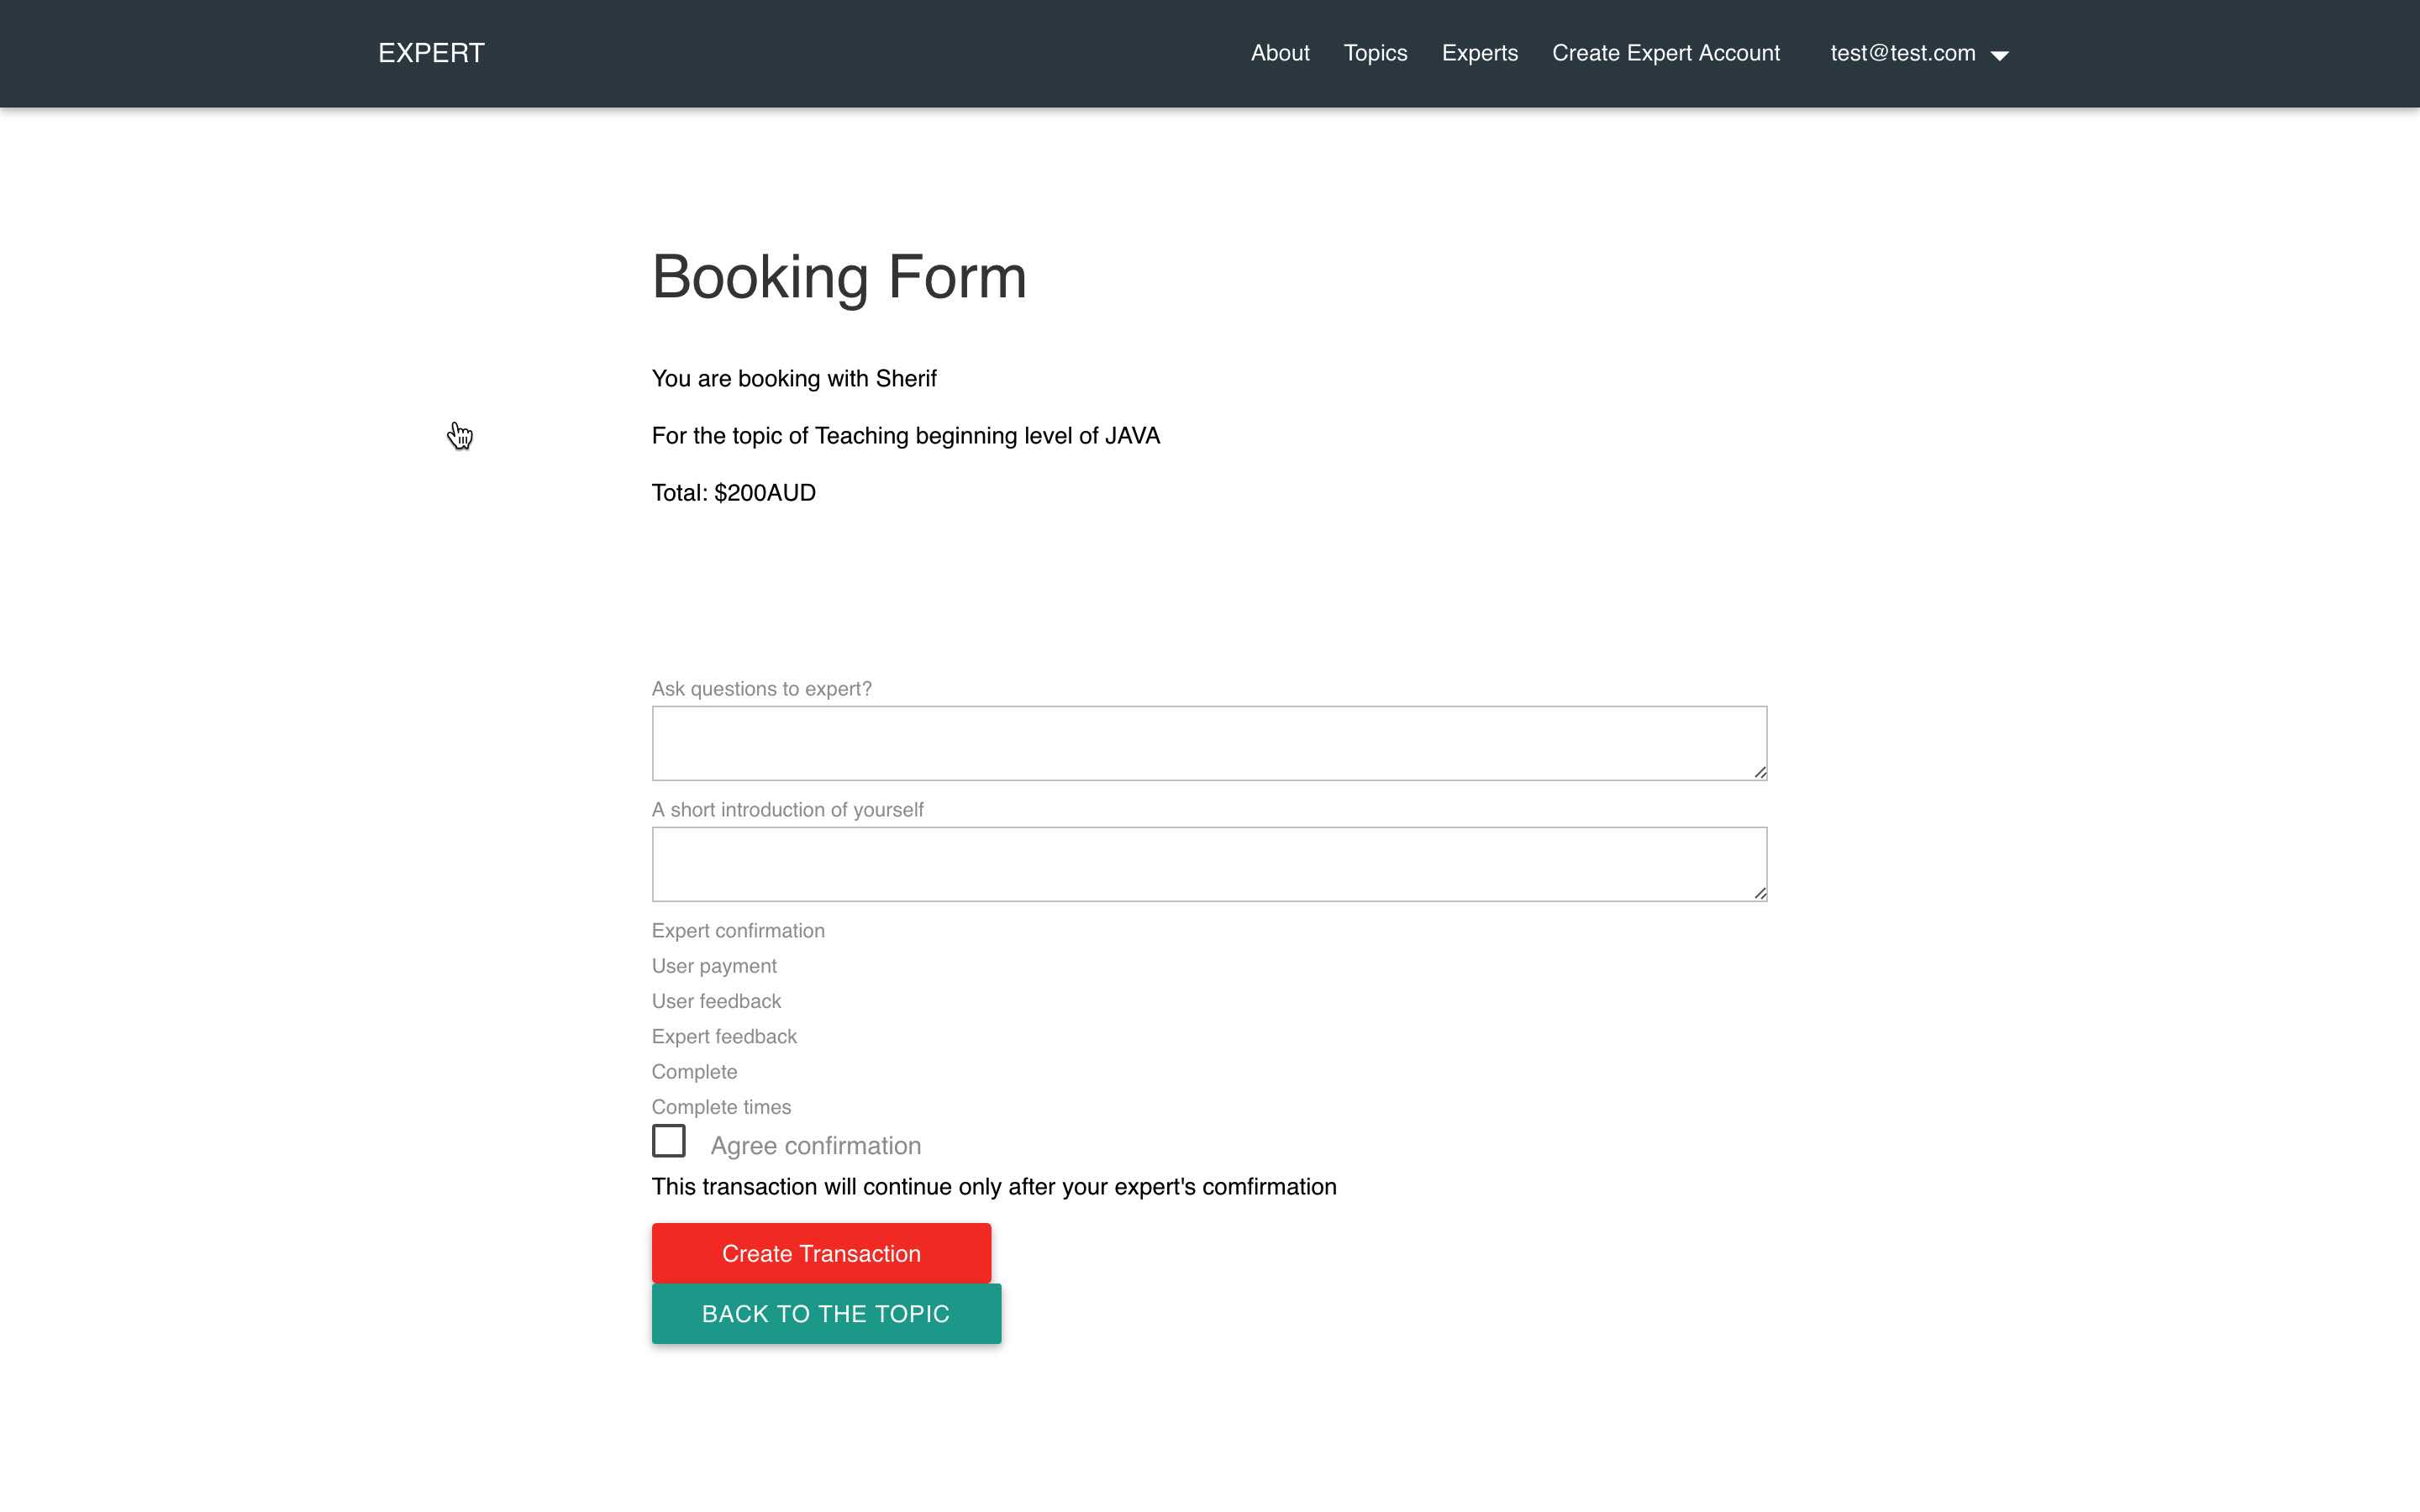 EXPERT About Topics Experts Create Expert Account test@test.com
Booking Form
You are booking with Sherif
For the topic of Teaching beginning level of JAVA
Total: $200AUD
Ask questions to expert?
A short introduction of yourself
Expert confirmation
User payment
User feedback
Expert feedback
Complete
Complete times
Agree confirmation
This transaction will continue only after your expert's comfirmation
Create Transaction
BACK TO THE TOPIC